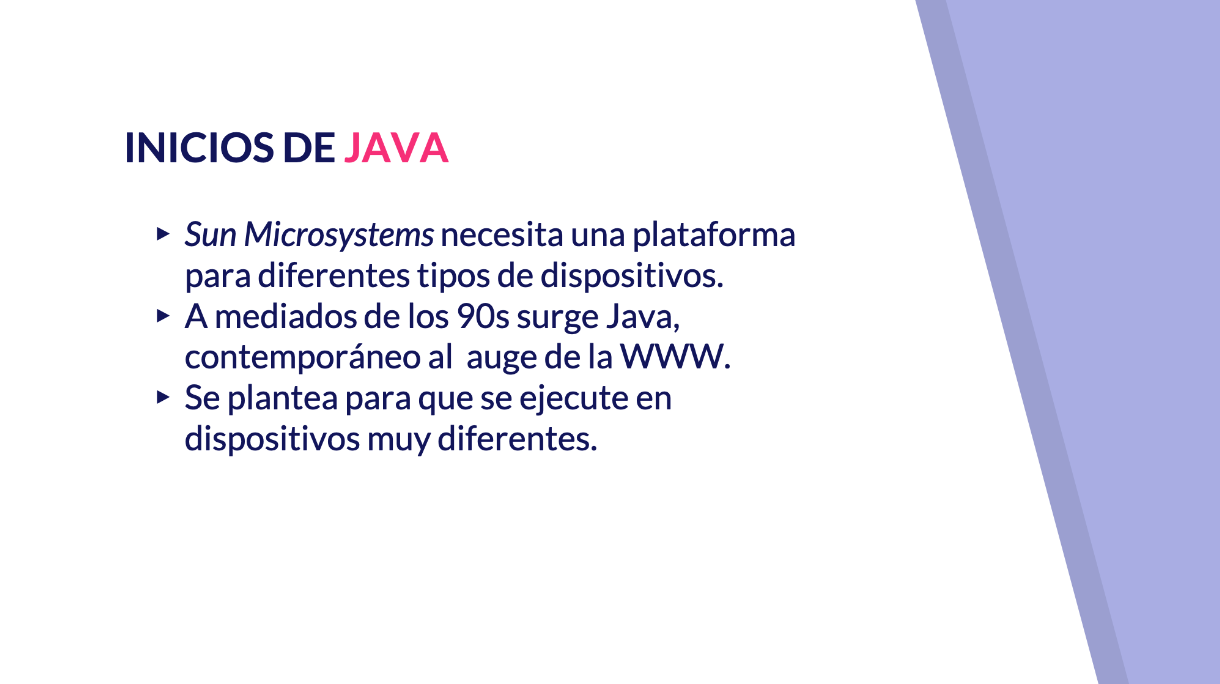 INICIOS DE JAVA
▸ Sun Microsystems necesita una plataforma
para diferentes tipos de dispositivos.
▸ A mediados de los 90s surge Java,
contemporáneo al  auge de la WWW.
▸ Se plantea para que se ejecute en
dispositivos muy diferentes.